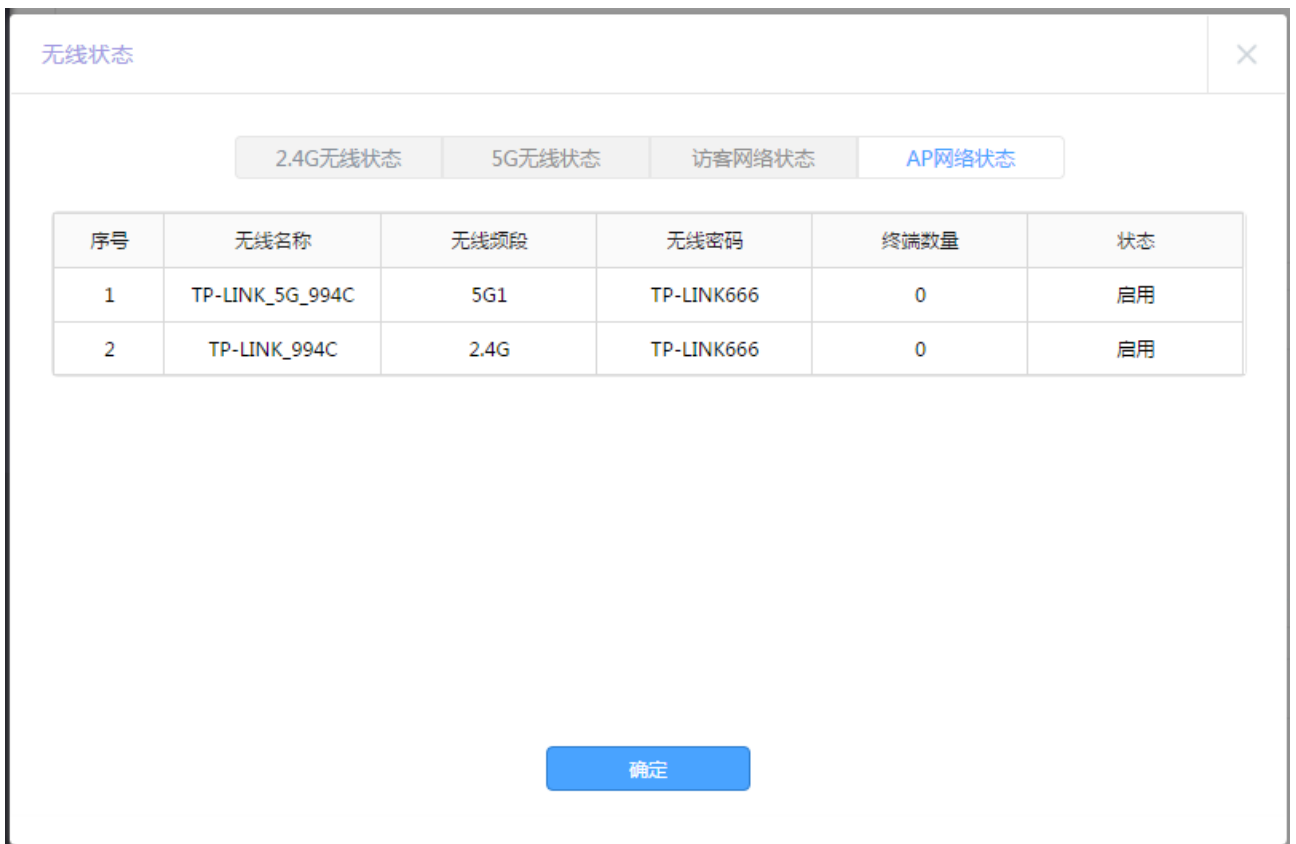 无线状态
2.4G无线状态 5G无线状态 访客网络状态 AP网络状态
序号 无线名称 无线频段 无线密码 终端数量 状态
1 TP-LINK_5G_994C 5G1 TP-LINK666 0 启用
2 TP-LINK_994C 2.4G TP-LINK666 0 启用
确定